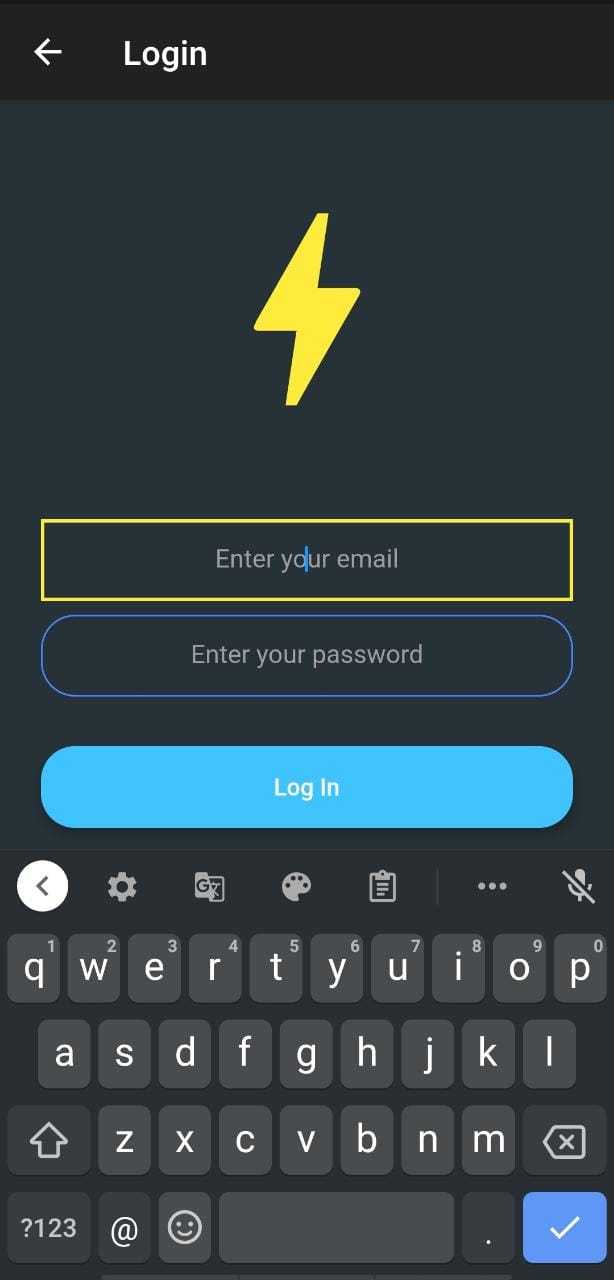 Login
Enter your email
Enter your password
Log In
G
1 2 3 4 5 6 7 8 9 0
q w e r t y u i o p
a s d f g h j k l
z x c v b n m
?123 @ .